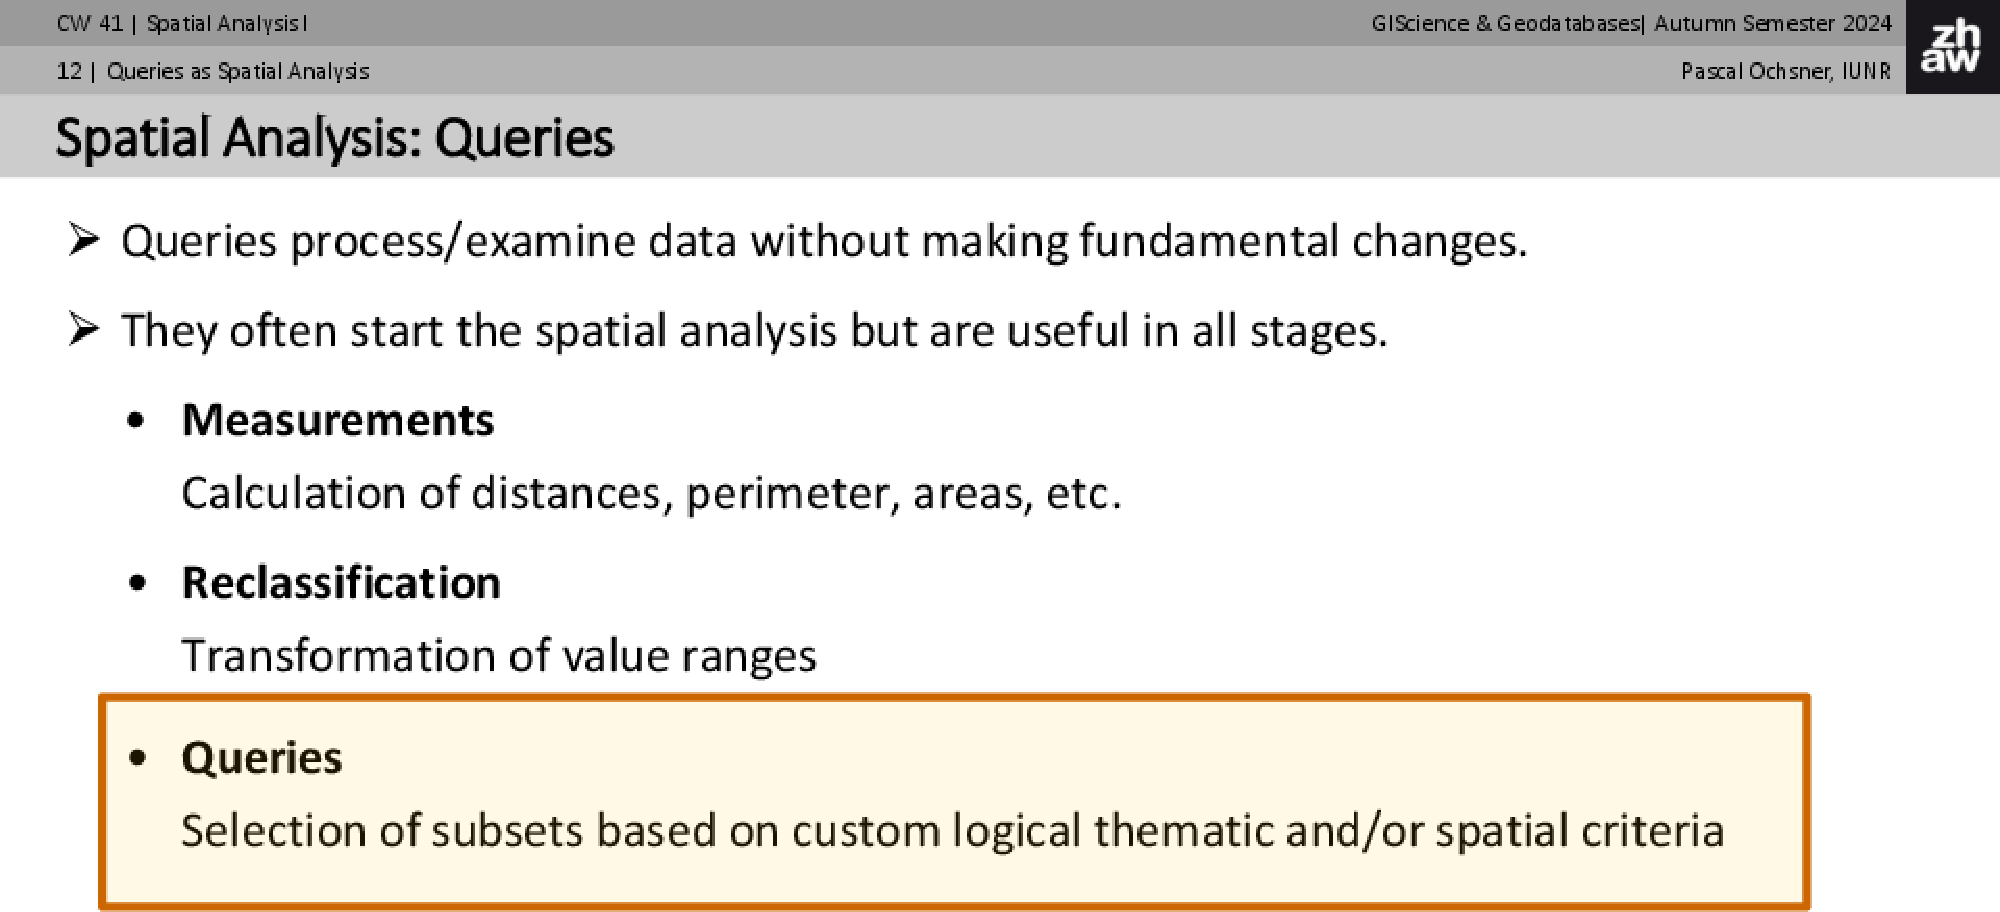 CW 41 | Spatial Analysis I
GIScience & Geodatabases| Autumn Semester 2024
zh
aw
12 | Queries as Spatial Analysis
Pascal Ochsner, IUNR
Spatial Analysis: Queries
➢ Queries process/examine data without making fundamental changes.
➢ They often start the spatial analysis but are useful in all stages.
• Measurements
Calculation of distances, perimeter, areas, etc.
• Reclassification
Transformation of value ranges
• Queries
Selection of subsets based on custom logical thematic and/or spatial criteria